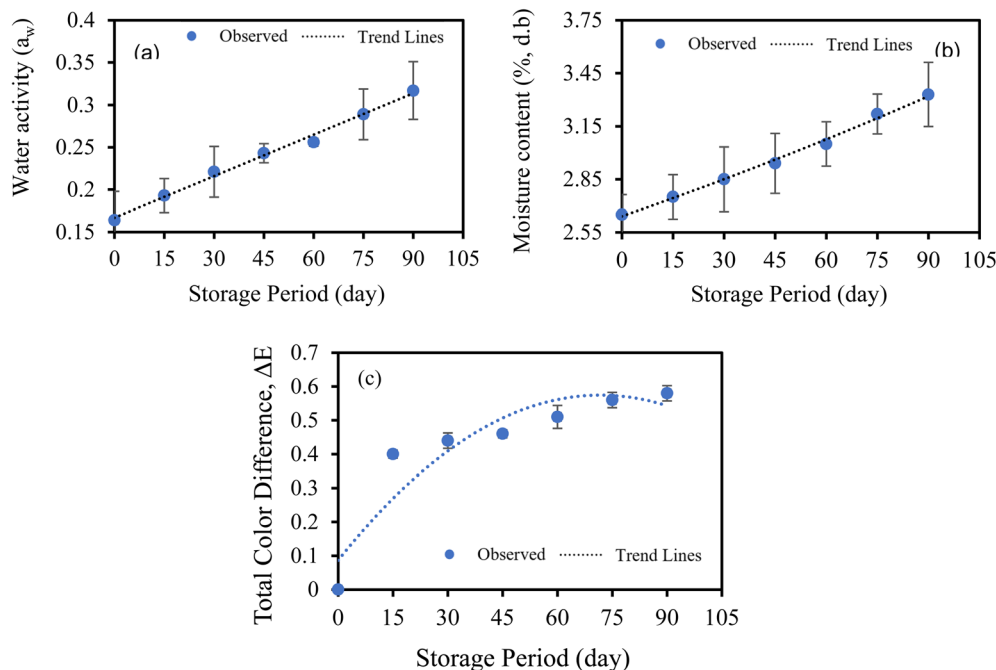 0.4
0.35
0.3
0.25
0.2
0.15
Water activity (aw)
(a)
Observed
Trend Lines
0 15 30 45 60 75 90 105
Storage Period (day)
3.75
3.45
3.15
2.85
2.55
Moisture content (%, d.b)
Observed
Trend Lines
(b)
0 15 30 45 60 75 90 105
Storage Period (day)
0.7
0.6
0.5
0.4
0.3
0.2
0.1
0
Total Color Difference, ΔE
(c)
Observed
Trend Lines
0 15 30 45 60 75 90 105
Storage Period (day)